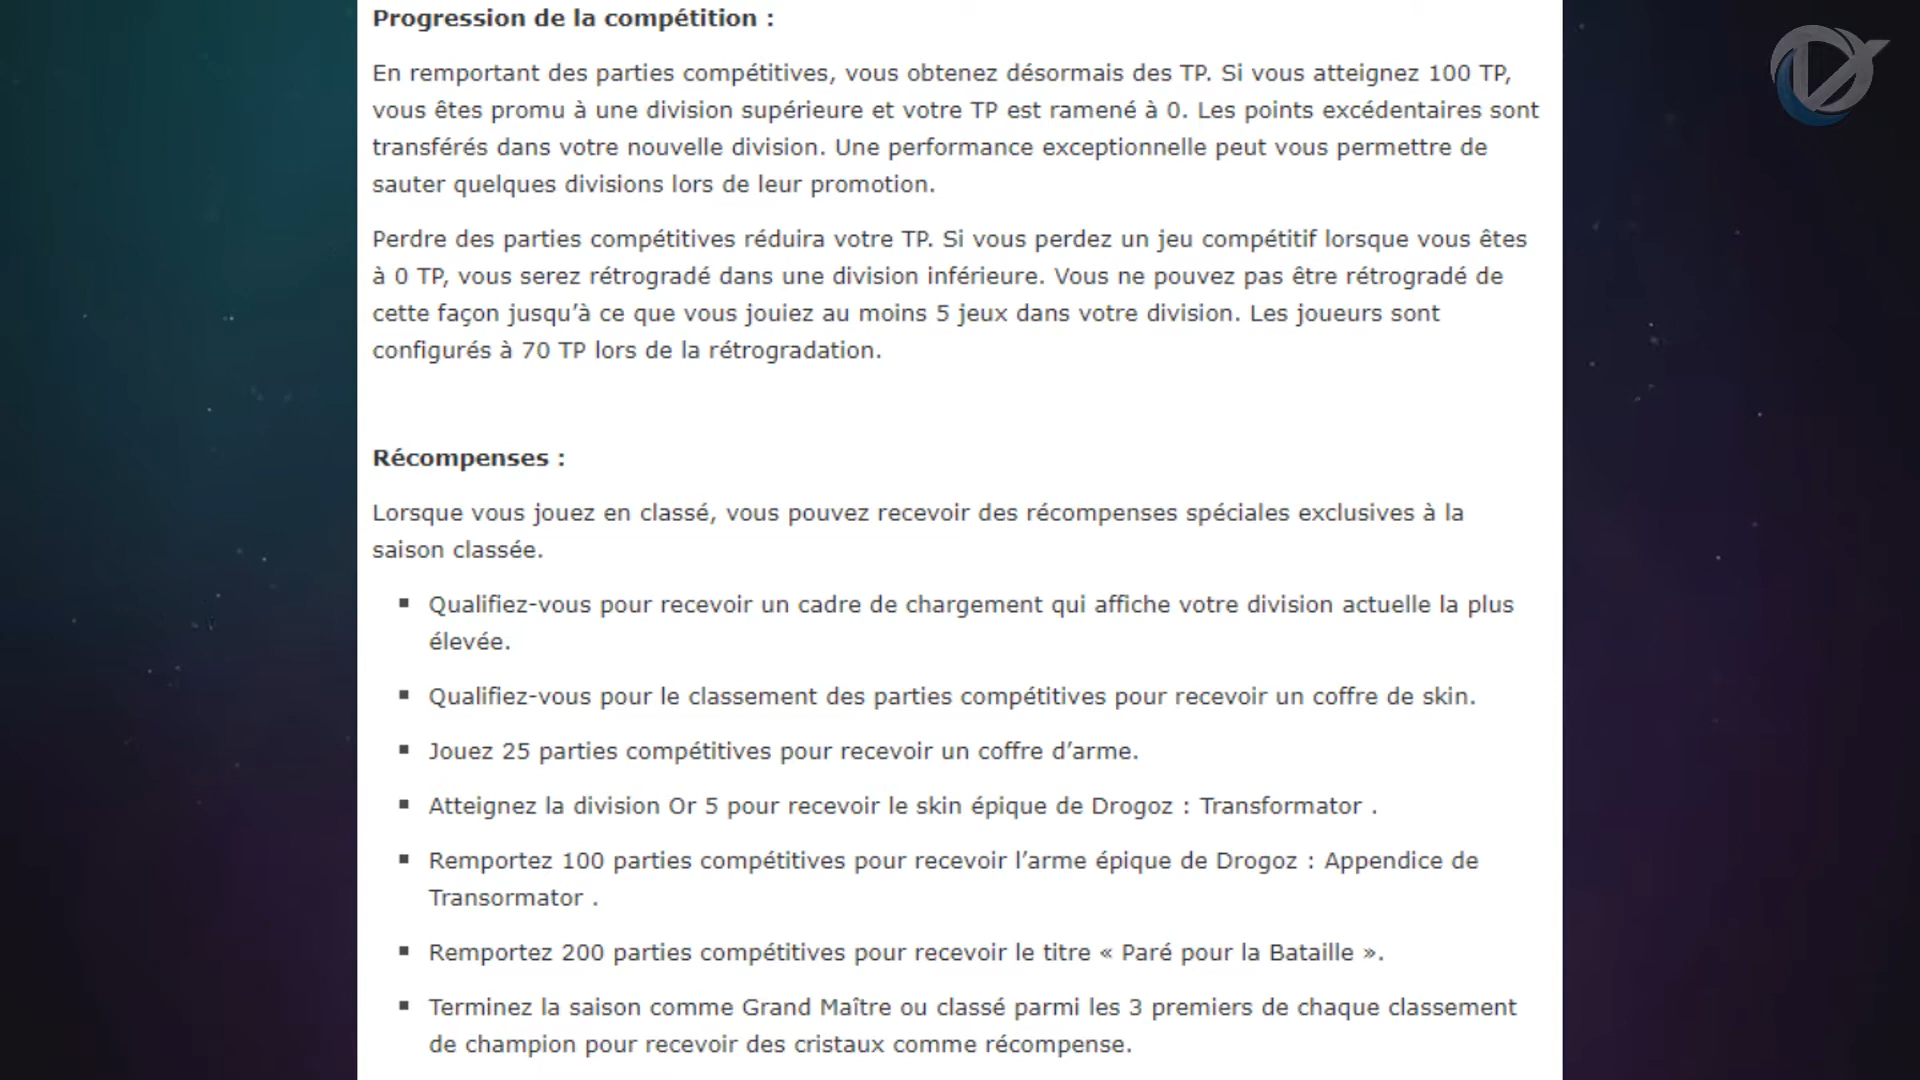 Progression de la compétition :
En remportant des parties compétitives, vous obtenez désormais des TP. Si vous atteignez 100 TP,
vous êtes promu à une division supérieure et votre TP est ramené à 0. Les points excédentaires sont
transférés dans votre nouvelle division. Une performance exceptionnelle peut vous permettre de
sauter quelques divisions lors de leur promotion.
Perdre des parties compétitives réduira votre TP. Si vous perdez un jeu compétitif lorsque vous êtes
à 0 TP, vous serez rétrogradé dans une division inférieure. Vous ne pouvez pas être rétrogradé de
cette façon jusqu’à ce que vous jouiez au moins 5 jeux dans votre division. Les joueurs sont
configurés à 70 TP lors de la rétrogradation.
Récompenses :
Lorsque vous jouez en classé, vous pouvez recevoir des récompenses spéciales exclusives à la
saison classée.
▪ Qualifiez-vous pour recevoir un cadre de chargement qui affiche votre division actuelle la plus
élevée.
▪ Qualifiez-vous pour le classement des parties compétitives pour recevoir un coffre de skin.
▪ Jouez 25 parties compétitives pour recevoir un coffre d’arme.
▪ Atteignez la division Or 5 pour recevoir le skin épique de Drogoz : Transformator .
▪ Remportez 100 parties compétitives pour recevoir l’arme épique de Drogoz : Appendice de
Transormator .
▪ Remportez 200 parties compétitives pour recevoir le titre « Paré pour la Bataille ».
▪ Terminez la saison comme Grand Maître ou classé parmi les 3 premiers de chaque classement
de champion pour recevoir des cristaux comme récompense.